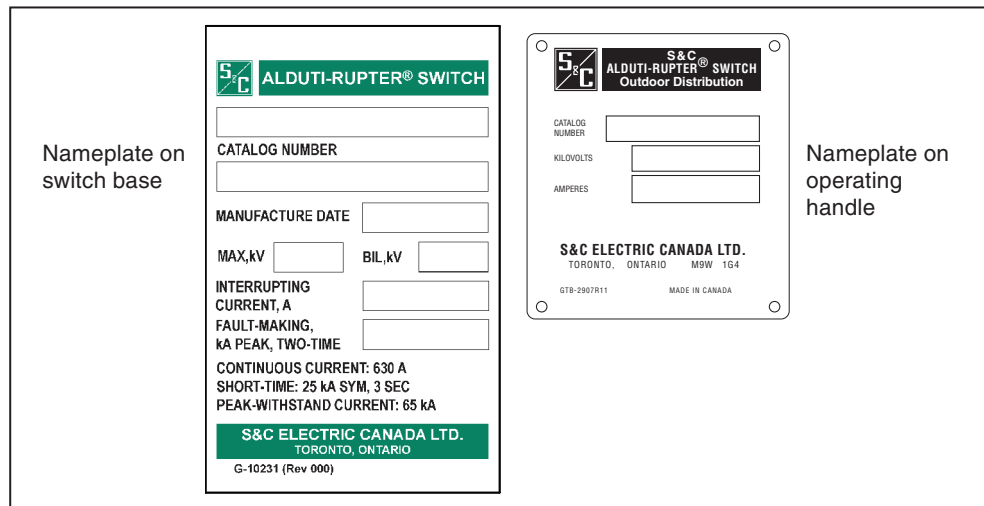 Nameplate on
switch base
S&C
ALDUTI-RUPTER® SWITCH
CATALOG NUMBER
MANUFACTURE DATE
MAX,kV BIL,kV
INTERRUPTING
CURRENT, A
FAULT-MAKING,
kA PEAK, TWO-TIME
CONTINUOUS CURRENT: 630 A
SHORT-TIME: 25 kA SYM, 3 SEC
PEAK-WITHSTAND CURRENT: 65 kA
S&C ELECTRIC CANADA LTD.
TORONTO, ONTARIO
G-10231 (Rev 000)
S&C
S&C
ALDUTI-RUPTER® SWITCH
Outdoor Distribution
CATALOG
NUMBER
KILOVOLTS
AMPERES
S&C ELECTRIC CANADA LTD.
TORONTO, ONTARIO M9W 1G4
GTB-2907R11 MADE IN CANADA
Nameplate on
operating
handle